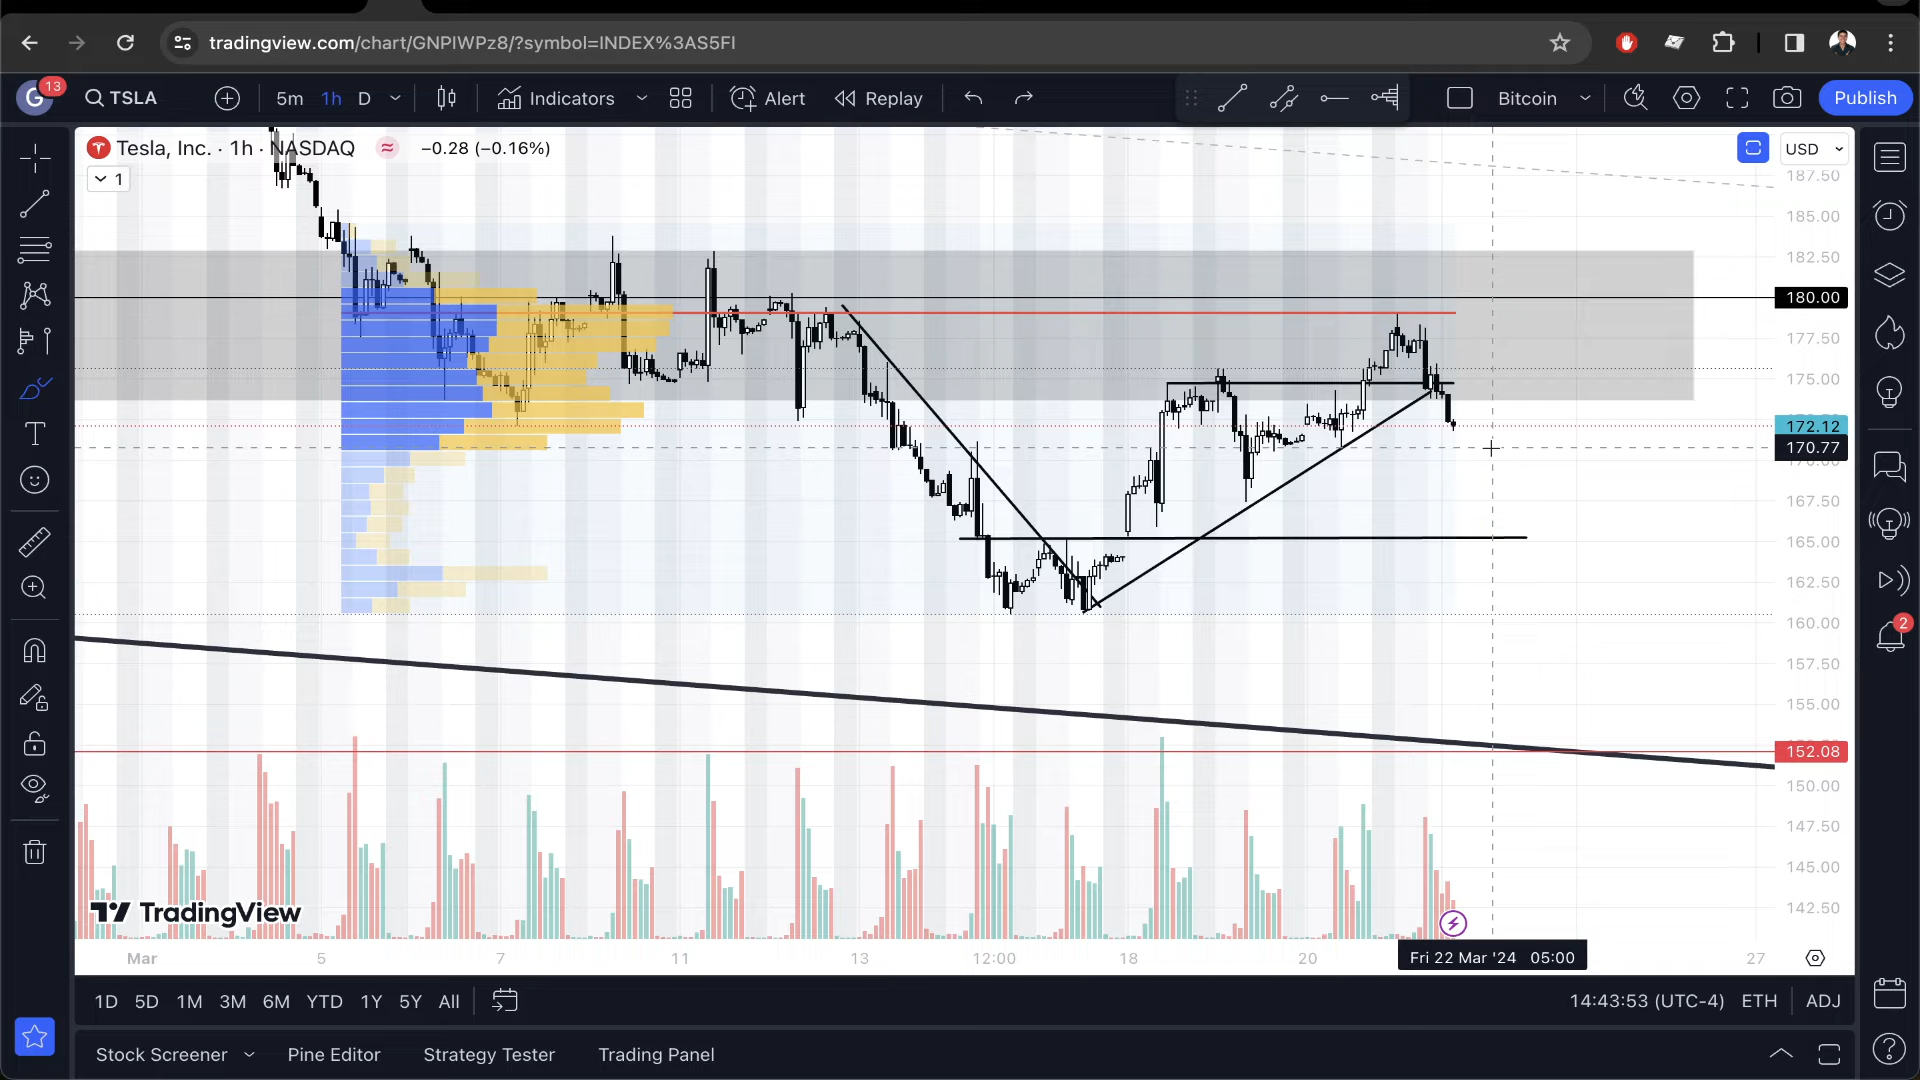 tradingview.com/chart/GNPIWPz8/?symbol=INDEX%3AS5FI
G 13 TSLA 5m 1h D Indicators Alert Replay Bitcoin Publish
Tesla, Inc. · 1h · NASDAQ −0.28 (−0.16%)
USD
1
187.50
185.00
182.50
180.00
177.50
175.00
172.12
170.77
167.50
165.00
162.50
160.00
157.50
155.00
152.08
150.00
147.50
145.00
142.50
2
TradingView
Mar 5 7 11 13 12:00 18 20 Fri 22 Mar '24 05:00 27
1D 5D 1M 3M 6M YTD 1Y 5Y All 14:43:53 (UTC-4) ETH ADJ
Stock Screener Pine Editor Strategy Tester Trading Panel